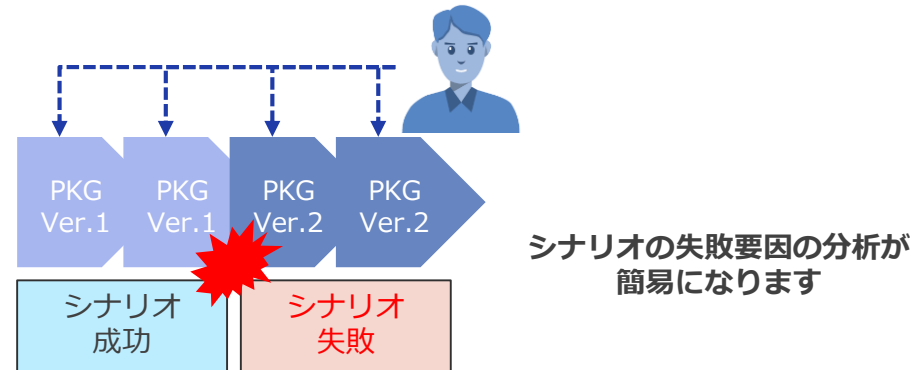 PKG
Ver.1
PKG
Ver.1
PKG
Ver.2
PKG
Ver.2
シナリオ
成功
シナリオ
失敗
シナリオの失敗要因の分析が
簡易になります